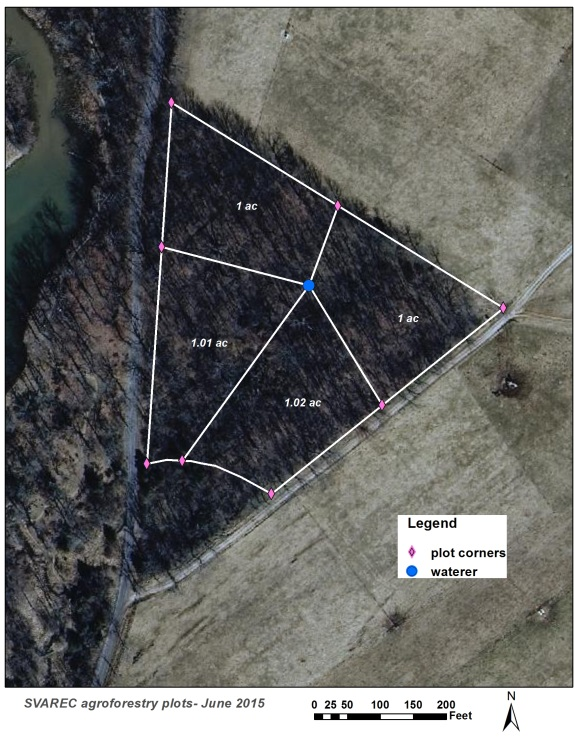 1 ac
1 ac
1.01 ac
1.02 ac
Legend
plot corners
waterer
SVAREC agroforestry plots- June 2015
0 25 50 100 150 200
Feet
N